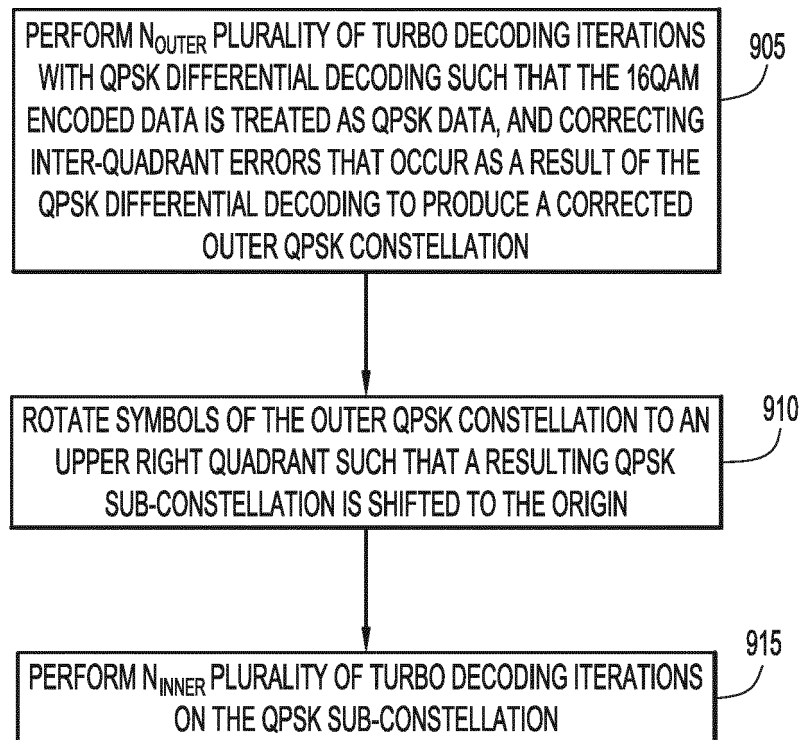 PERFORM NOUTER PLURALITY OF TURBO DECODING ITERATIONS
WITH QPSK DIFFERENTIAL DECODING SUCH THAT THE 16QAM
ENCODED DATA IS TREATED AS QPSK DATA, AND CORRECTING
INTER-QUADRANT ERRORS THAT OCCUR AS A RESULT OF THE
QPSK DIFFERENTIAL DECODING TO PRODUCE A CORRECTED
OUTER QPSK CONSTELLATION
905
ROTATE SYMBOLS OF THE OUTER QPSK CONSTELLATION TO AN
UPPER RIGHT QUADRANT SUCH THAT A RESULTING QPSK
SUB-CONSTELLATION IS SHIFTED TO THE ORIGIN
910
PERFORM NINNER PLURALITY OF TURBO DECODING ITERATIONS
ON THE QPSK SUB-CONSTELLATION
915